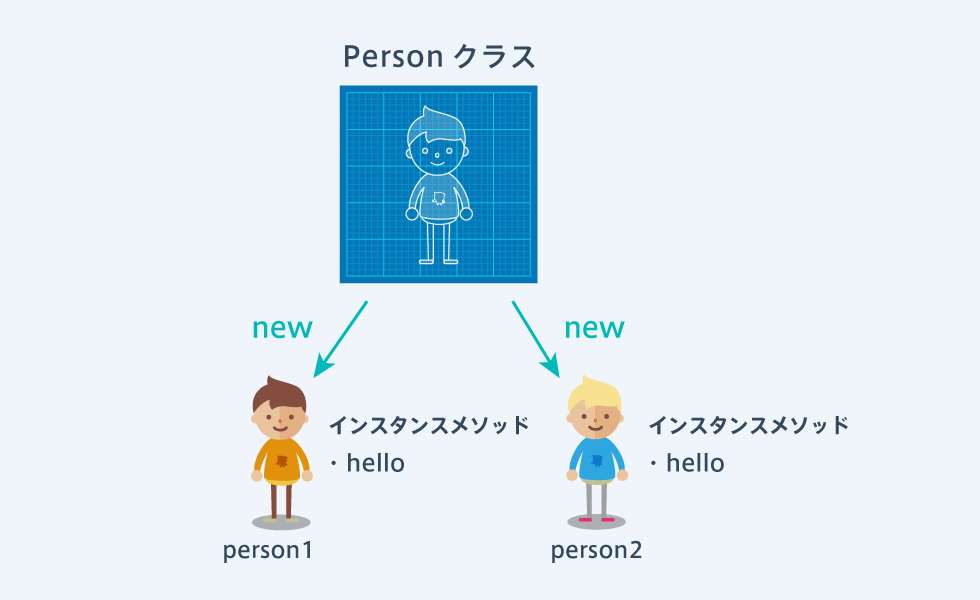 Person クラス
new
new
インスタンスメソッド
・hello
インスタンスメソッド
・hello
person1
person2